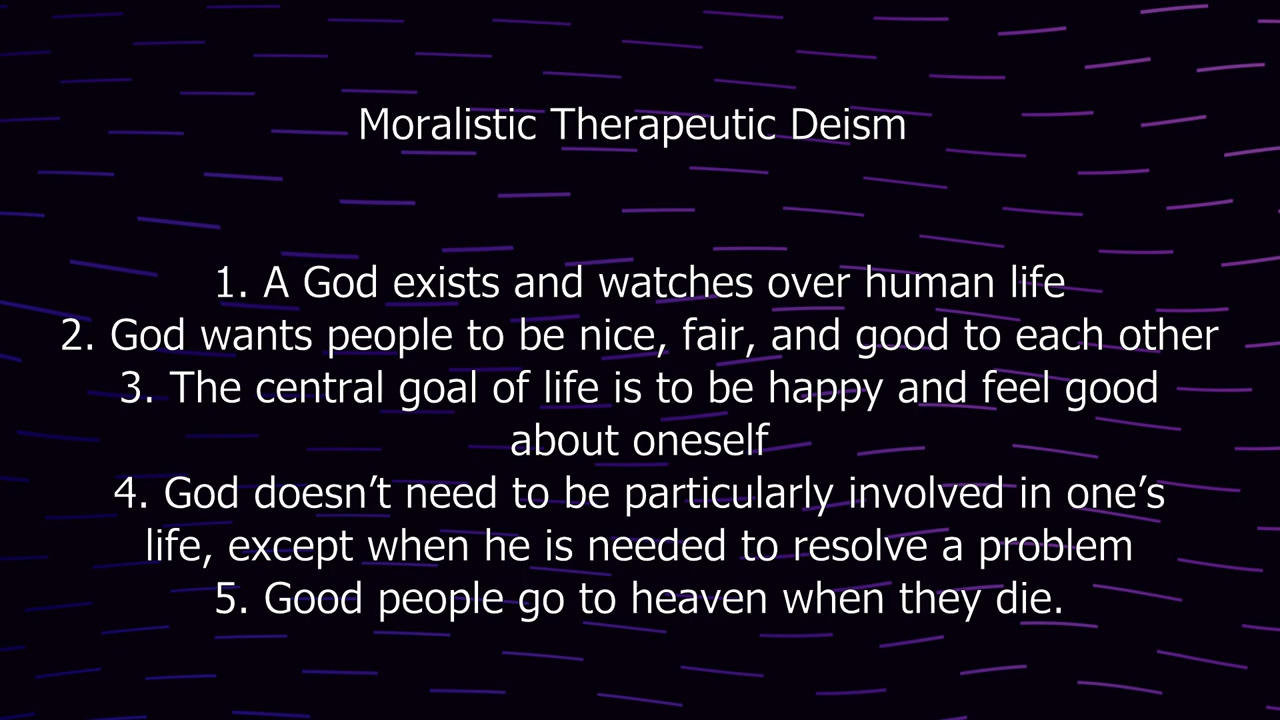 Moralistic Therapeutic Deism
1. A God exists and watches over human life
2. God wants people to be nice, fair, and good to each other
3. The central goal of life is to be happy and feel good
about oneself
4. God doesn’t need to be particularly involved in one’s
life, except when he is needed to resolve a problem
5. Good people go to heaven when they die.